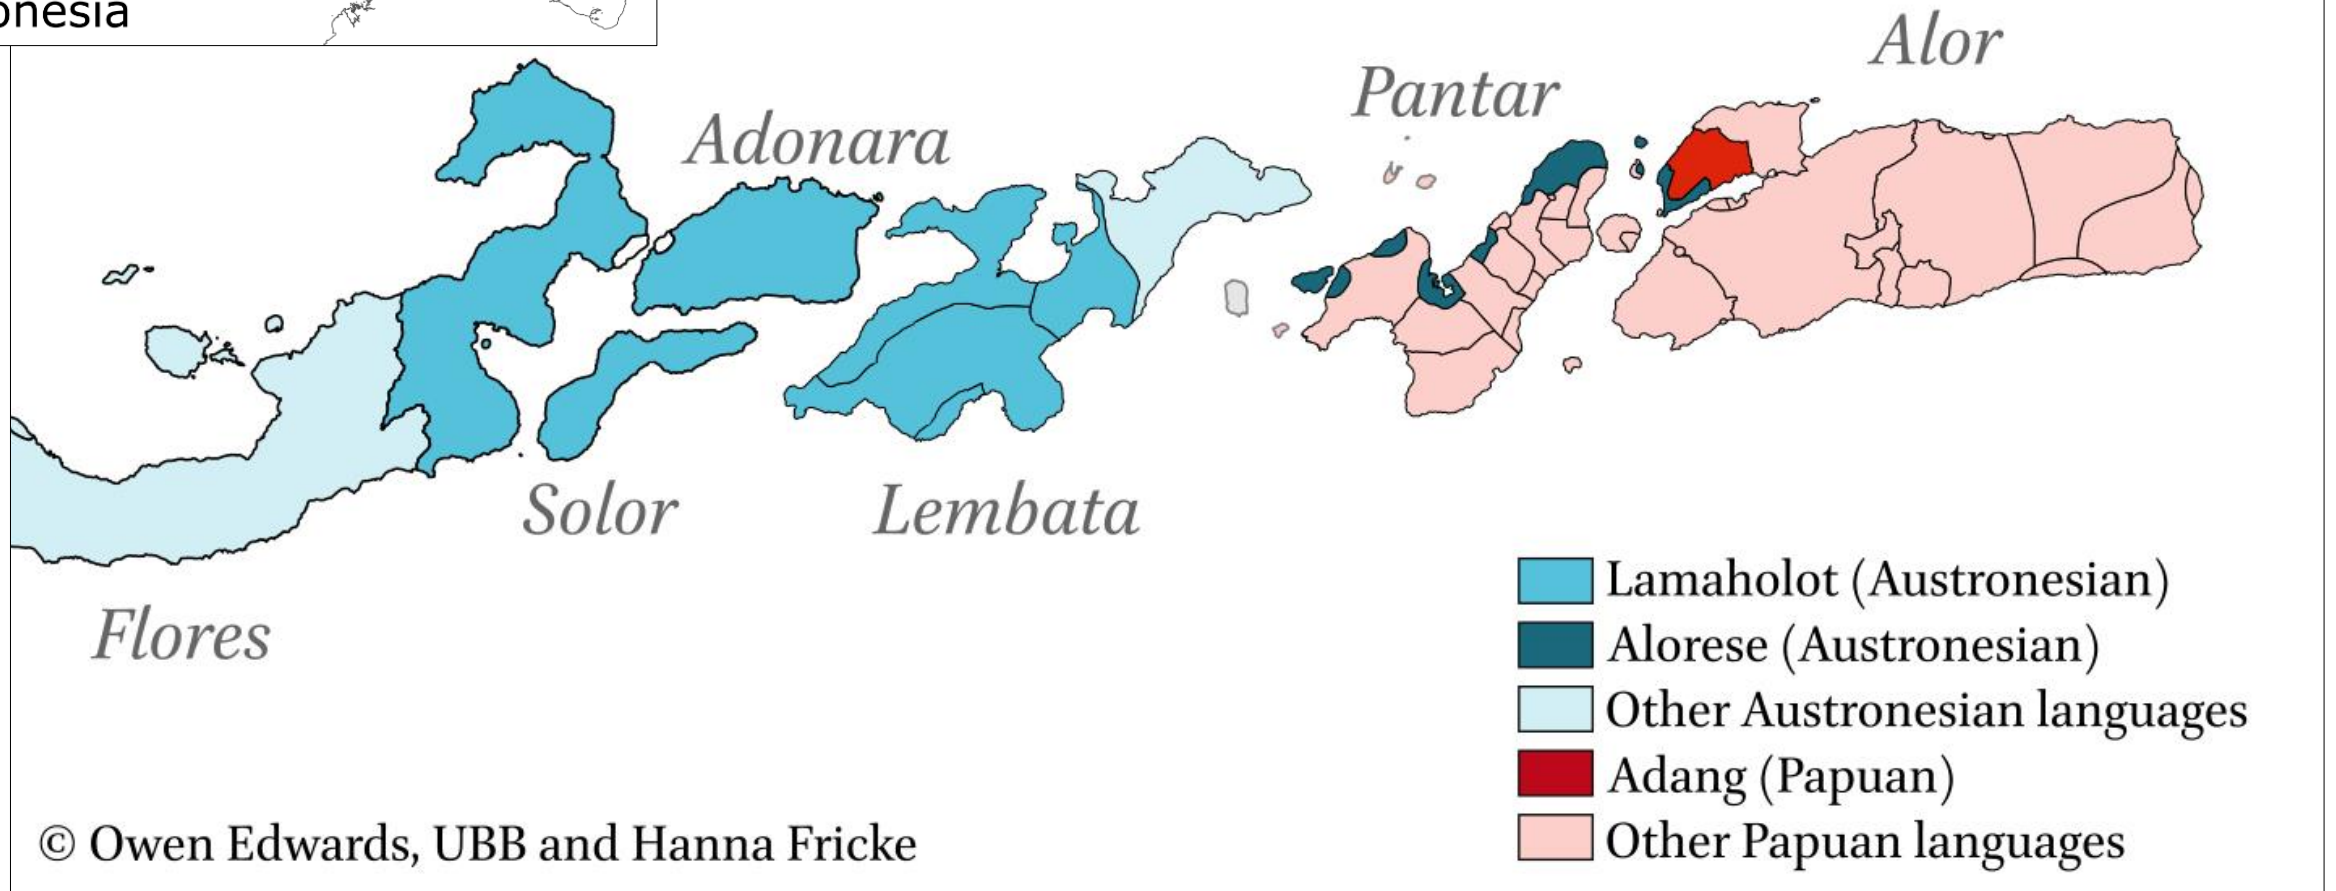 onesia
Alor
Pantar
Adonara
Solor
Lembata
Flores
Lamaholot (Austronesian)
Alorese (Austronesian)
Other Austronesian languages
Adang (Papuan)
Other Papuan languages
© Owen Edwards, UBB and Hanna Fricke